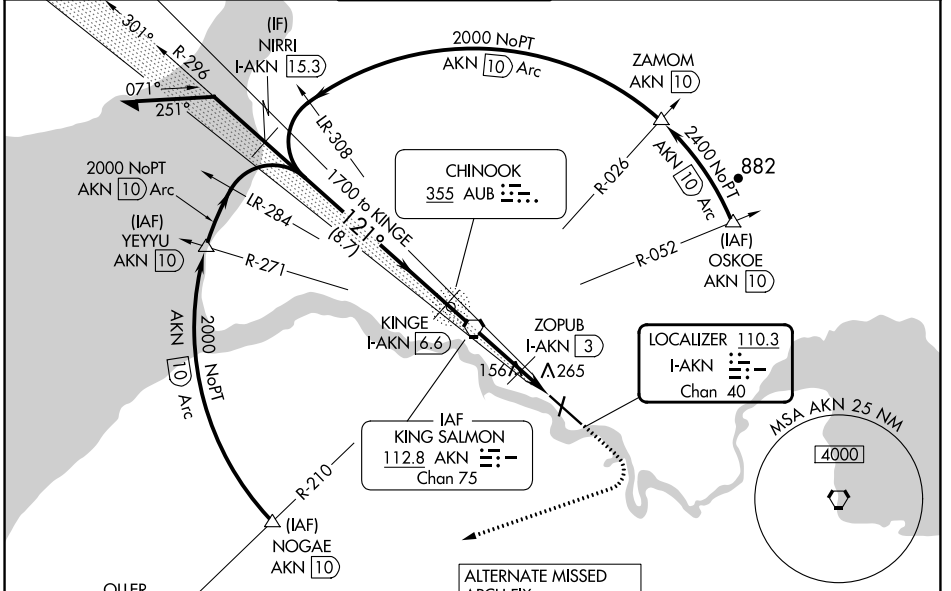 301°
R-296
(IF)
NIRRI
I-AKN 15.3
2000 NoPT
AKN 10 Arc
ZAMOM
AKN 10
071°
251°
LR-308
2400 NoPT
AKN 10 Arc
882
2000 NoPT
AKN 10 Arc
CHINOOK
355 AUB
R-026
LR-284
1700 to KINGE
121°
(8.7)
(IAF)
YEYYU
AKN 10
R-271
R-052
(IAF)
OSKOE
AKN 10
KINGE
I-AKN 6.6
ZOPUB
I-AKN 3
156
265
LOCALIZER 110.3
I-AKN
Chan 40
2000 NoPT
AKN 10 Arc
IAF
KING SALMON
112.8 AKN
Chan 75
MSA AKN 25 NM
4000
R-210
(IAF)
NOGAE
AKN 10
ALTERNATE MISSED